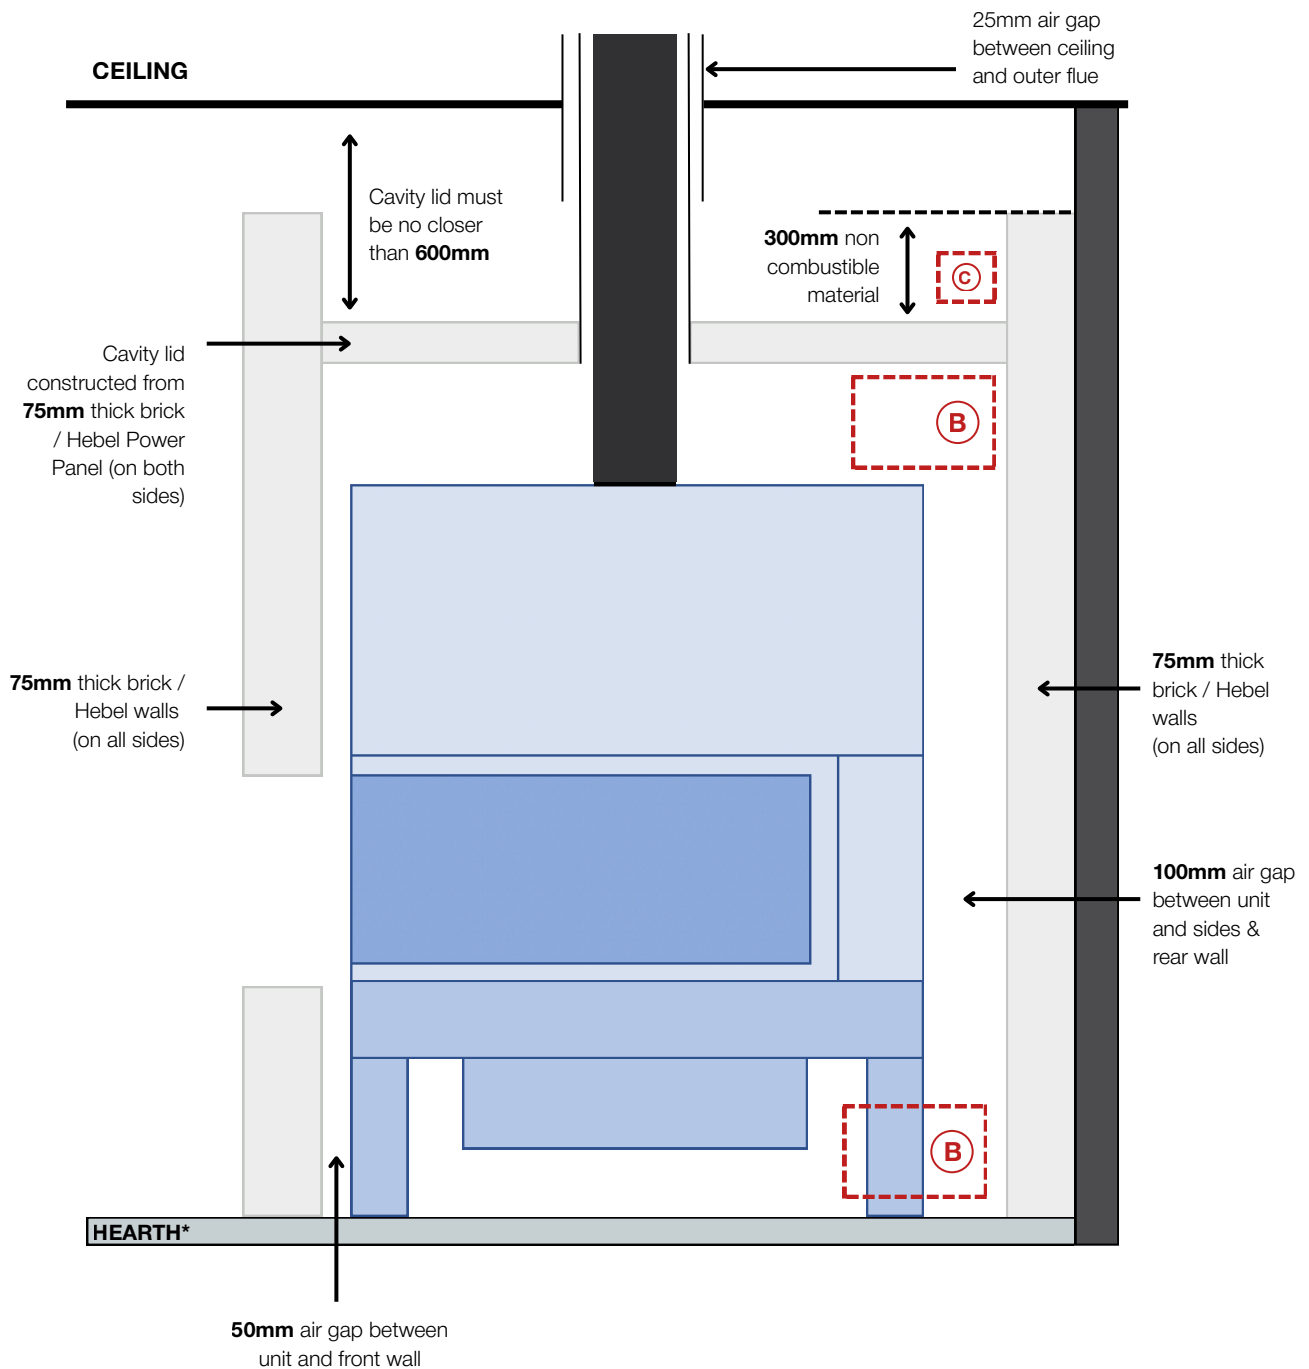 25mm air gap
between ceiling
and outer flue
CEILING
Cavity lid must
be no closer
than 600mm
300mm non
combustible
material
C
Cavity lid
constructed from
75mm thick brick
/ Hebel Power
Panel (on both
sides)
B
75mm thick brick /
Hebel walls
(on all sides)
75mm thick
brick / Hebel
walls
(on all sides)
100mm air gap
between unit
and sides &
rear wall
B
HEARTH*
50mm air gap between
unit and front wall